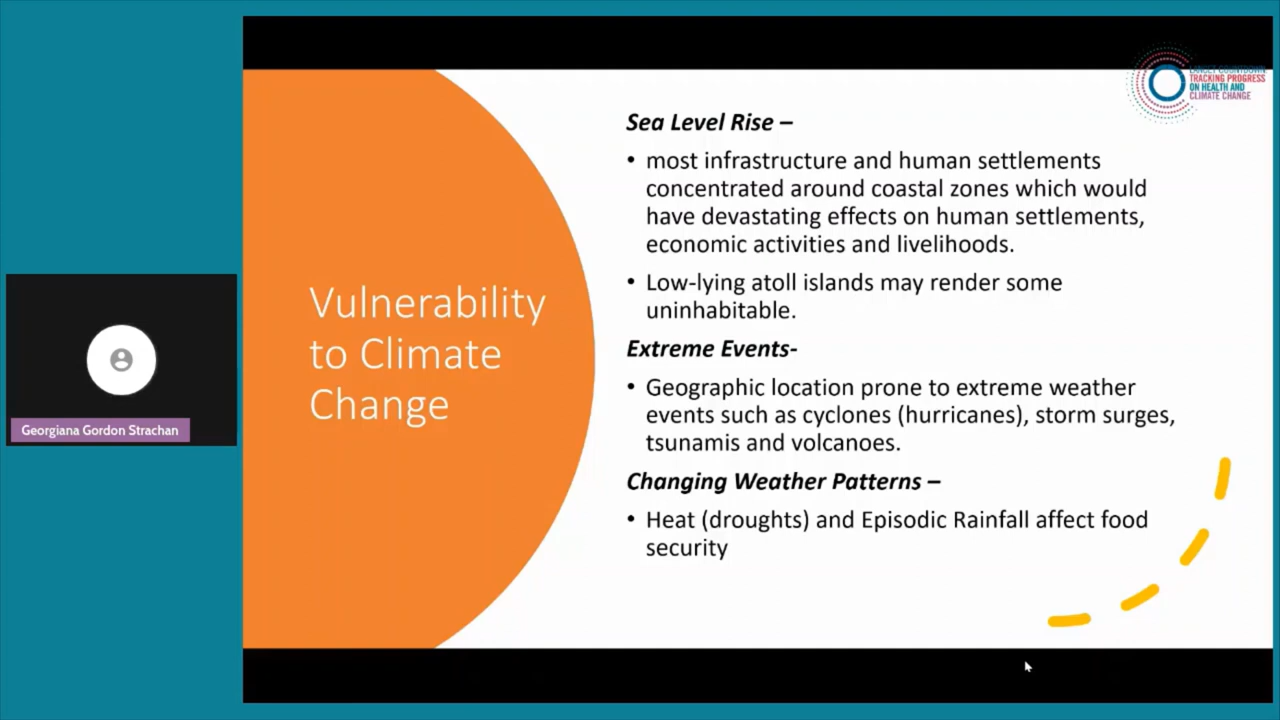 LANCET COUNTDOWN:
TRACKING PROGRESS
ON HEALTH AND
CLIMATE CHANGE
Vulnerability
to Climate
Change
Sea Level Rise –
• most infrastructure and human settlements
concentrated around coastal zones which would
have devastating effects on human settlements,
economic activities and livelihoods.
• Low-lying atoll islands may render some
uninhabitable.
Extreme Events-
• Geographic location prone to extreme weather
events such as cyclones (hurricanes), storm surges,
tsunamis and volcanoes.
Changing Weather Patterns –
• Heat (droughts) and Episodic Rainfall affect food
security
Georgiana Gordon Strachan